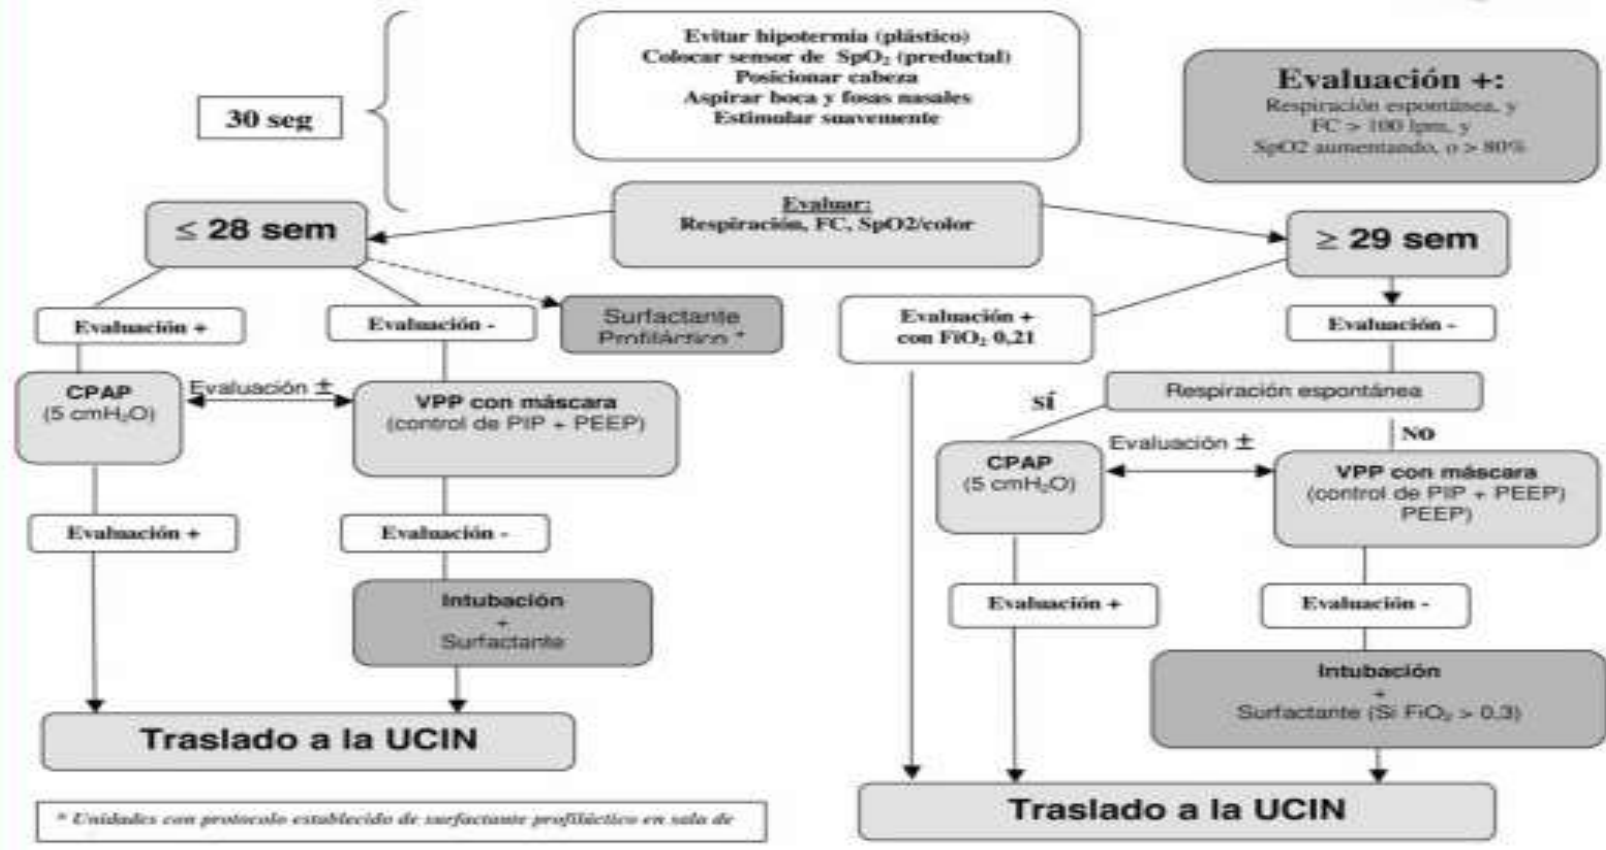 Evitar hipotermia (plástico)
Colocar sensor de SpO₂ (preductal)
Posicionar cabeza
Aspirar boca y fosas nasales
Estimular suavemente
30 seg
Evaluación +:
Respiración espontánea, y
FC > 100 lpm, y
SpO2 aumentando, o > 80%
Evaluar:
Respiración, FC, SpO2/color
≤ 28 sem
≥ 29 sem
Evaluación +
Evaluación -
Surfactante
Profiláctico *
Evaluación +
con FiO₂ 0,21
Evaluación -
CPAP
(5 cmH₂O)
Evaluación ±
VPP con máscara
(control de PIP + PEEP)
Respiración espontánea
SÍ
NO
CPAP
(5 cmH₂O)
Evaluación ±
VPP con máscara
(control de PIP + PEEP)
PEEP)
Evaluación +
Evaluación -
Evaluación +
Evaluación -
Intubación
+
Surfactante
Intubación
+
Surfactante (Si FiO₂ > 0.3)
Traslado a la UCIN
Traslado a la UCIN
* Unidades con protocolo establecido de surfactante profiláctico en sala de